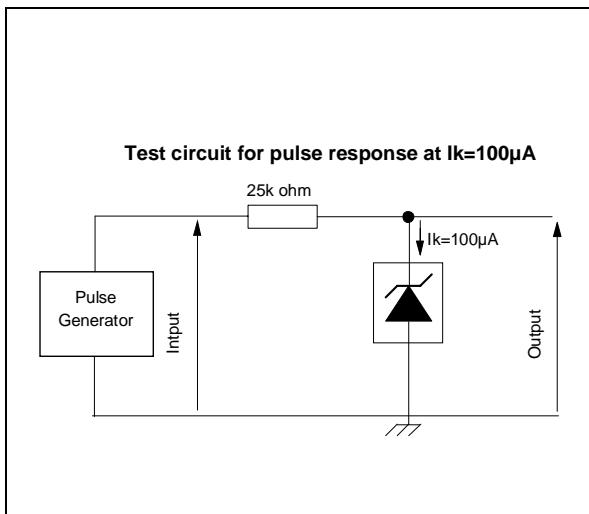 Test circuit for pulse response at Ik=100µA
25k ohm
Ik=100µA
Pulse
Generator
Intput
Output